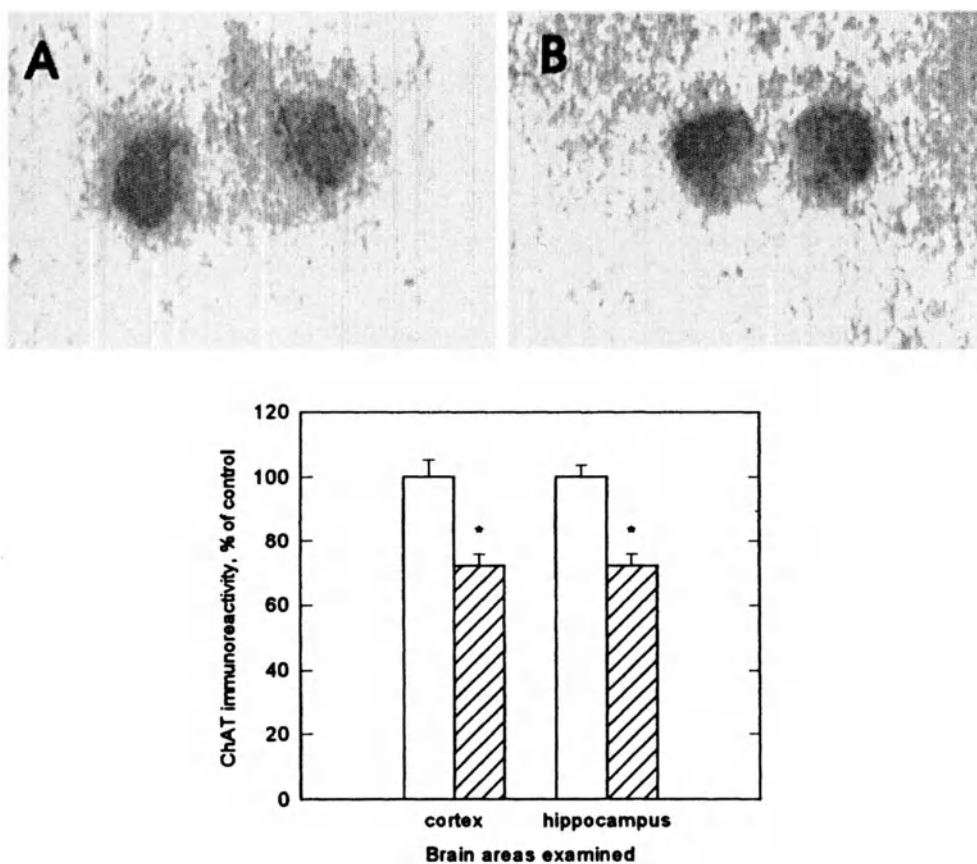 A
B
120
100
80
60
40
20
0
ChAT immunoreactivity, % of control
*
*
cortex
hippocampus
Brain areas examined